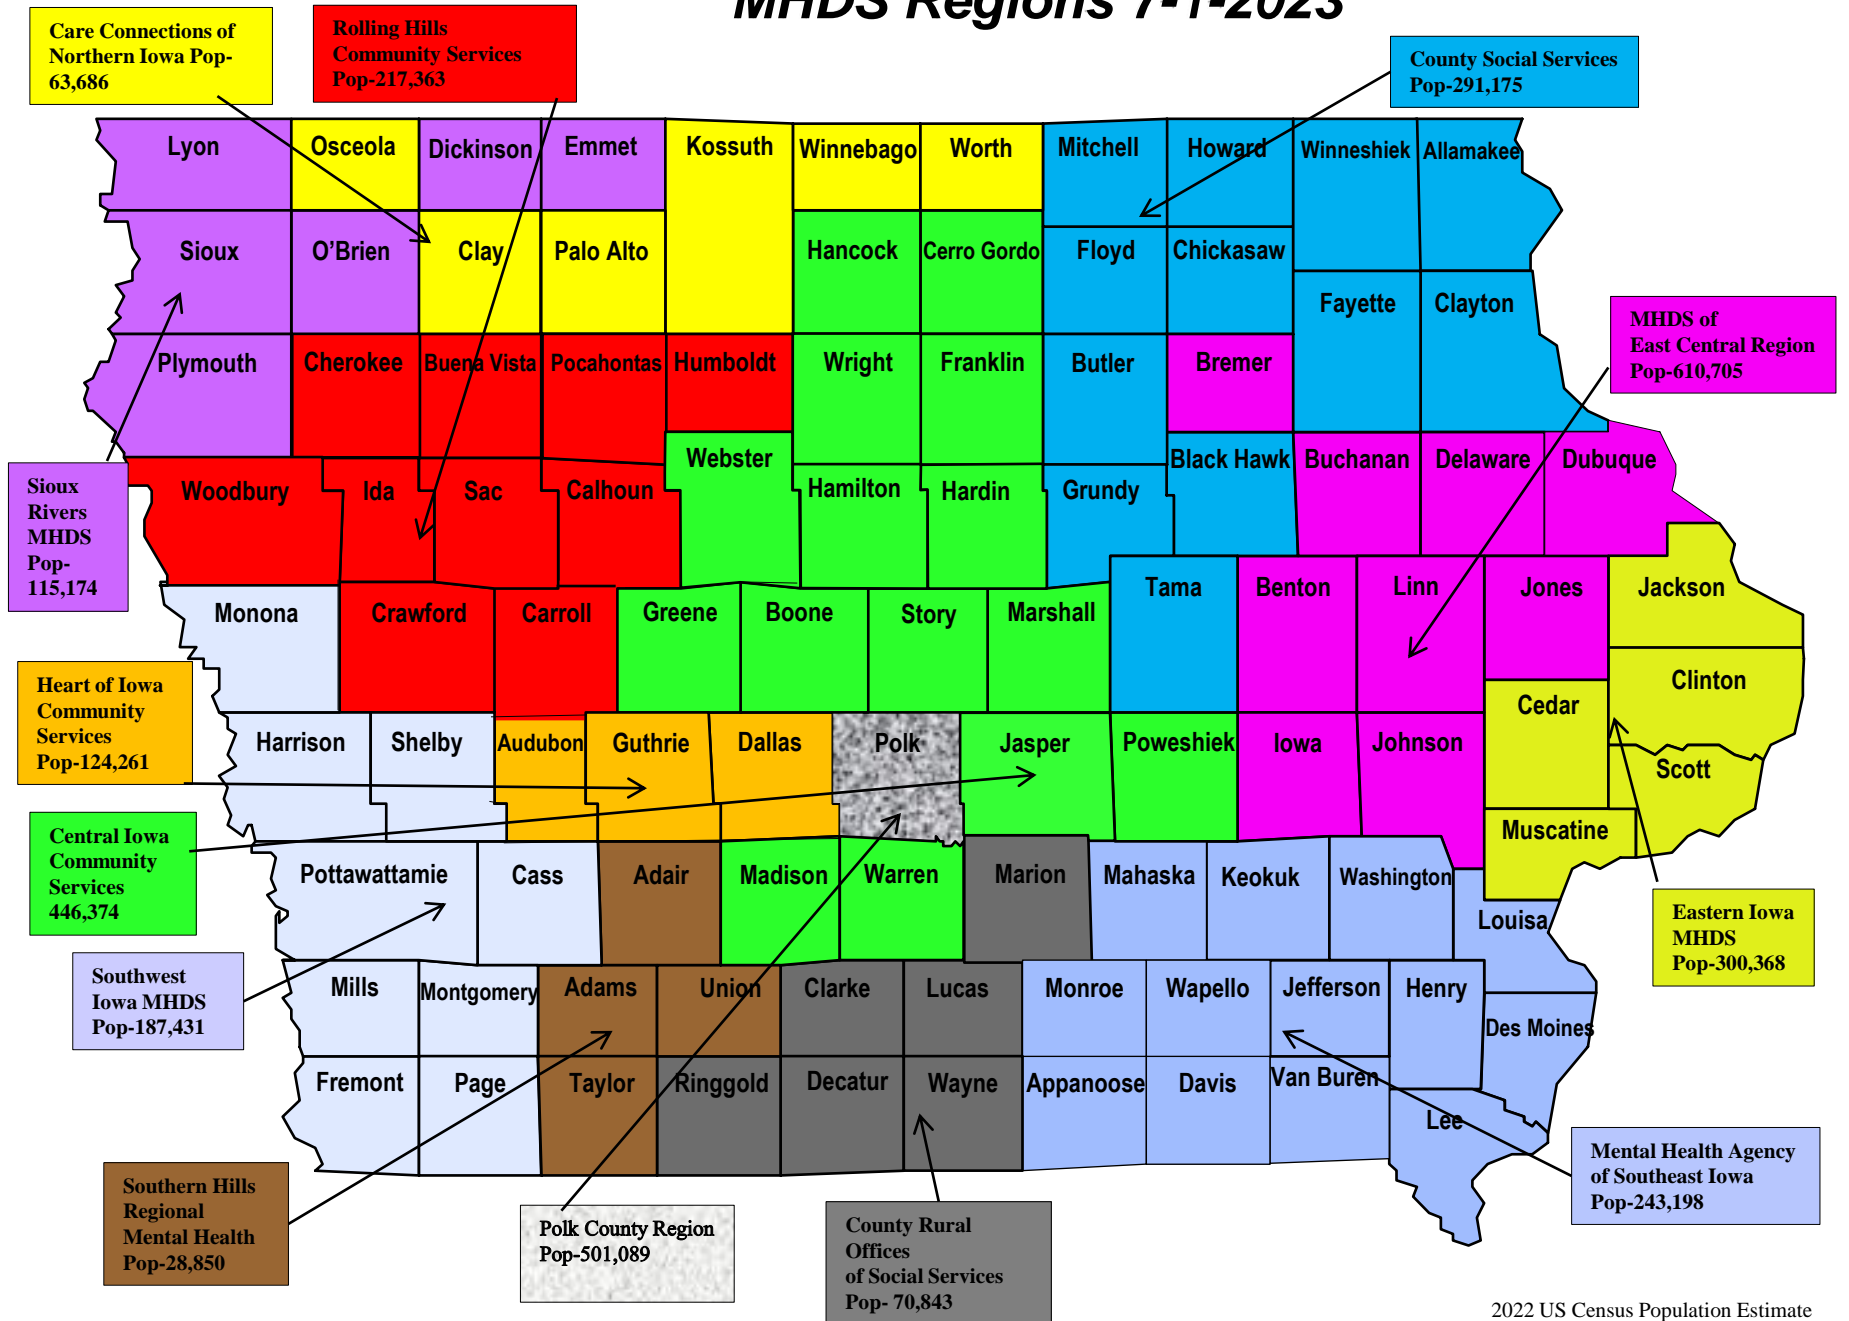 MHDS Regions 7-1-2023
Care Connections of
Northern Iowa Pop-
63,686
Rolling Hills
Community Services
Pop-217,363
County Social Services
Pop-291,175
Lyon
Osceola
Dickinson
Emmet
Kossuth
Winnebago
Worth
Mitchell
Howard
Winneshiek
Allamakee
Sioux
O'Brien
Clay
Palo Alto
Hancock
Cerro Gordo
Floyd
Chickasaw
Fayette
Clayton
MHDS of
East Central Region
Pop-610,705
Plymouth
Cherokee
Buena Vista
Pocahontas
Humboldt
Wright
Franklin
Butler
Bremer
Webster
Black Hawk
Buchanan
Delaware
Dubuque
Sioux
Rivers
MHDS
Pop-
115,174
Woodbury
Ida
Sac
Calhoun
Hamilton
Hardin
Grundy
Monona
Crawford
Carroll
Greene
Boone
Story
Marshall
Tama
Benton
Linn
Jones
Jackson
Heart of Iowa
Community
Services
Pop-124,261
Harrison
Shelby
Audubon
Guthrie
Dallas
Polk
Jasper
Poweshiek
Iowa
Johnson
Cedar
Clinton
Scott
Muscatine
Central Iowa
Community
Services
446,374
Pottawattamie
Cass
Adair
Madison
Warren
Marion
Mahaska
Keokuk
Washington
Louisa
Eastern Iowa
MHDS
Pop-300,368
Southwest
Iowa MHDS
Pop-187,431
Mills
Montgomery
Adams
Union
Clarke
Lucas
Monroe
Wapello
Jefferson
Henry
Des Moines
Fremont
Page
Taylor
Ringgold
Decatur
Wayne
Appanoose
Davis
Van Buren
Lee
Southern Hills
Regional
Mental Health
Pop-28,850
Polk County Region
Pop-501,089
County Rural
Offices
of Social Services
Pop- 70,843
Mental Health Agency
of Southeast Iowa
Pop-243,198
2022 US Census Population Estimate